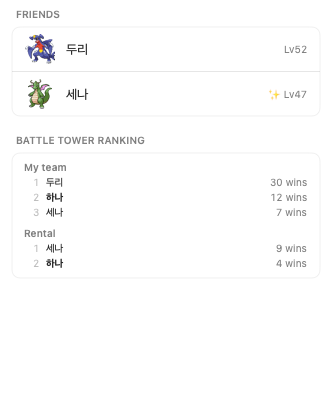 FRIENDS
두리 Lv52
세나 ✨ Lv47
BATTLE TOWER RANKING
My team
1 두리 30 wins
2 하나 12 wins
3 세나 7 wins
Rental
1 세나 9 wins
2 하나 4 wins